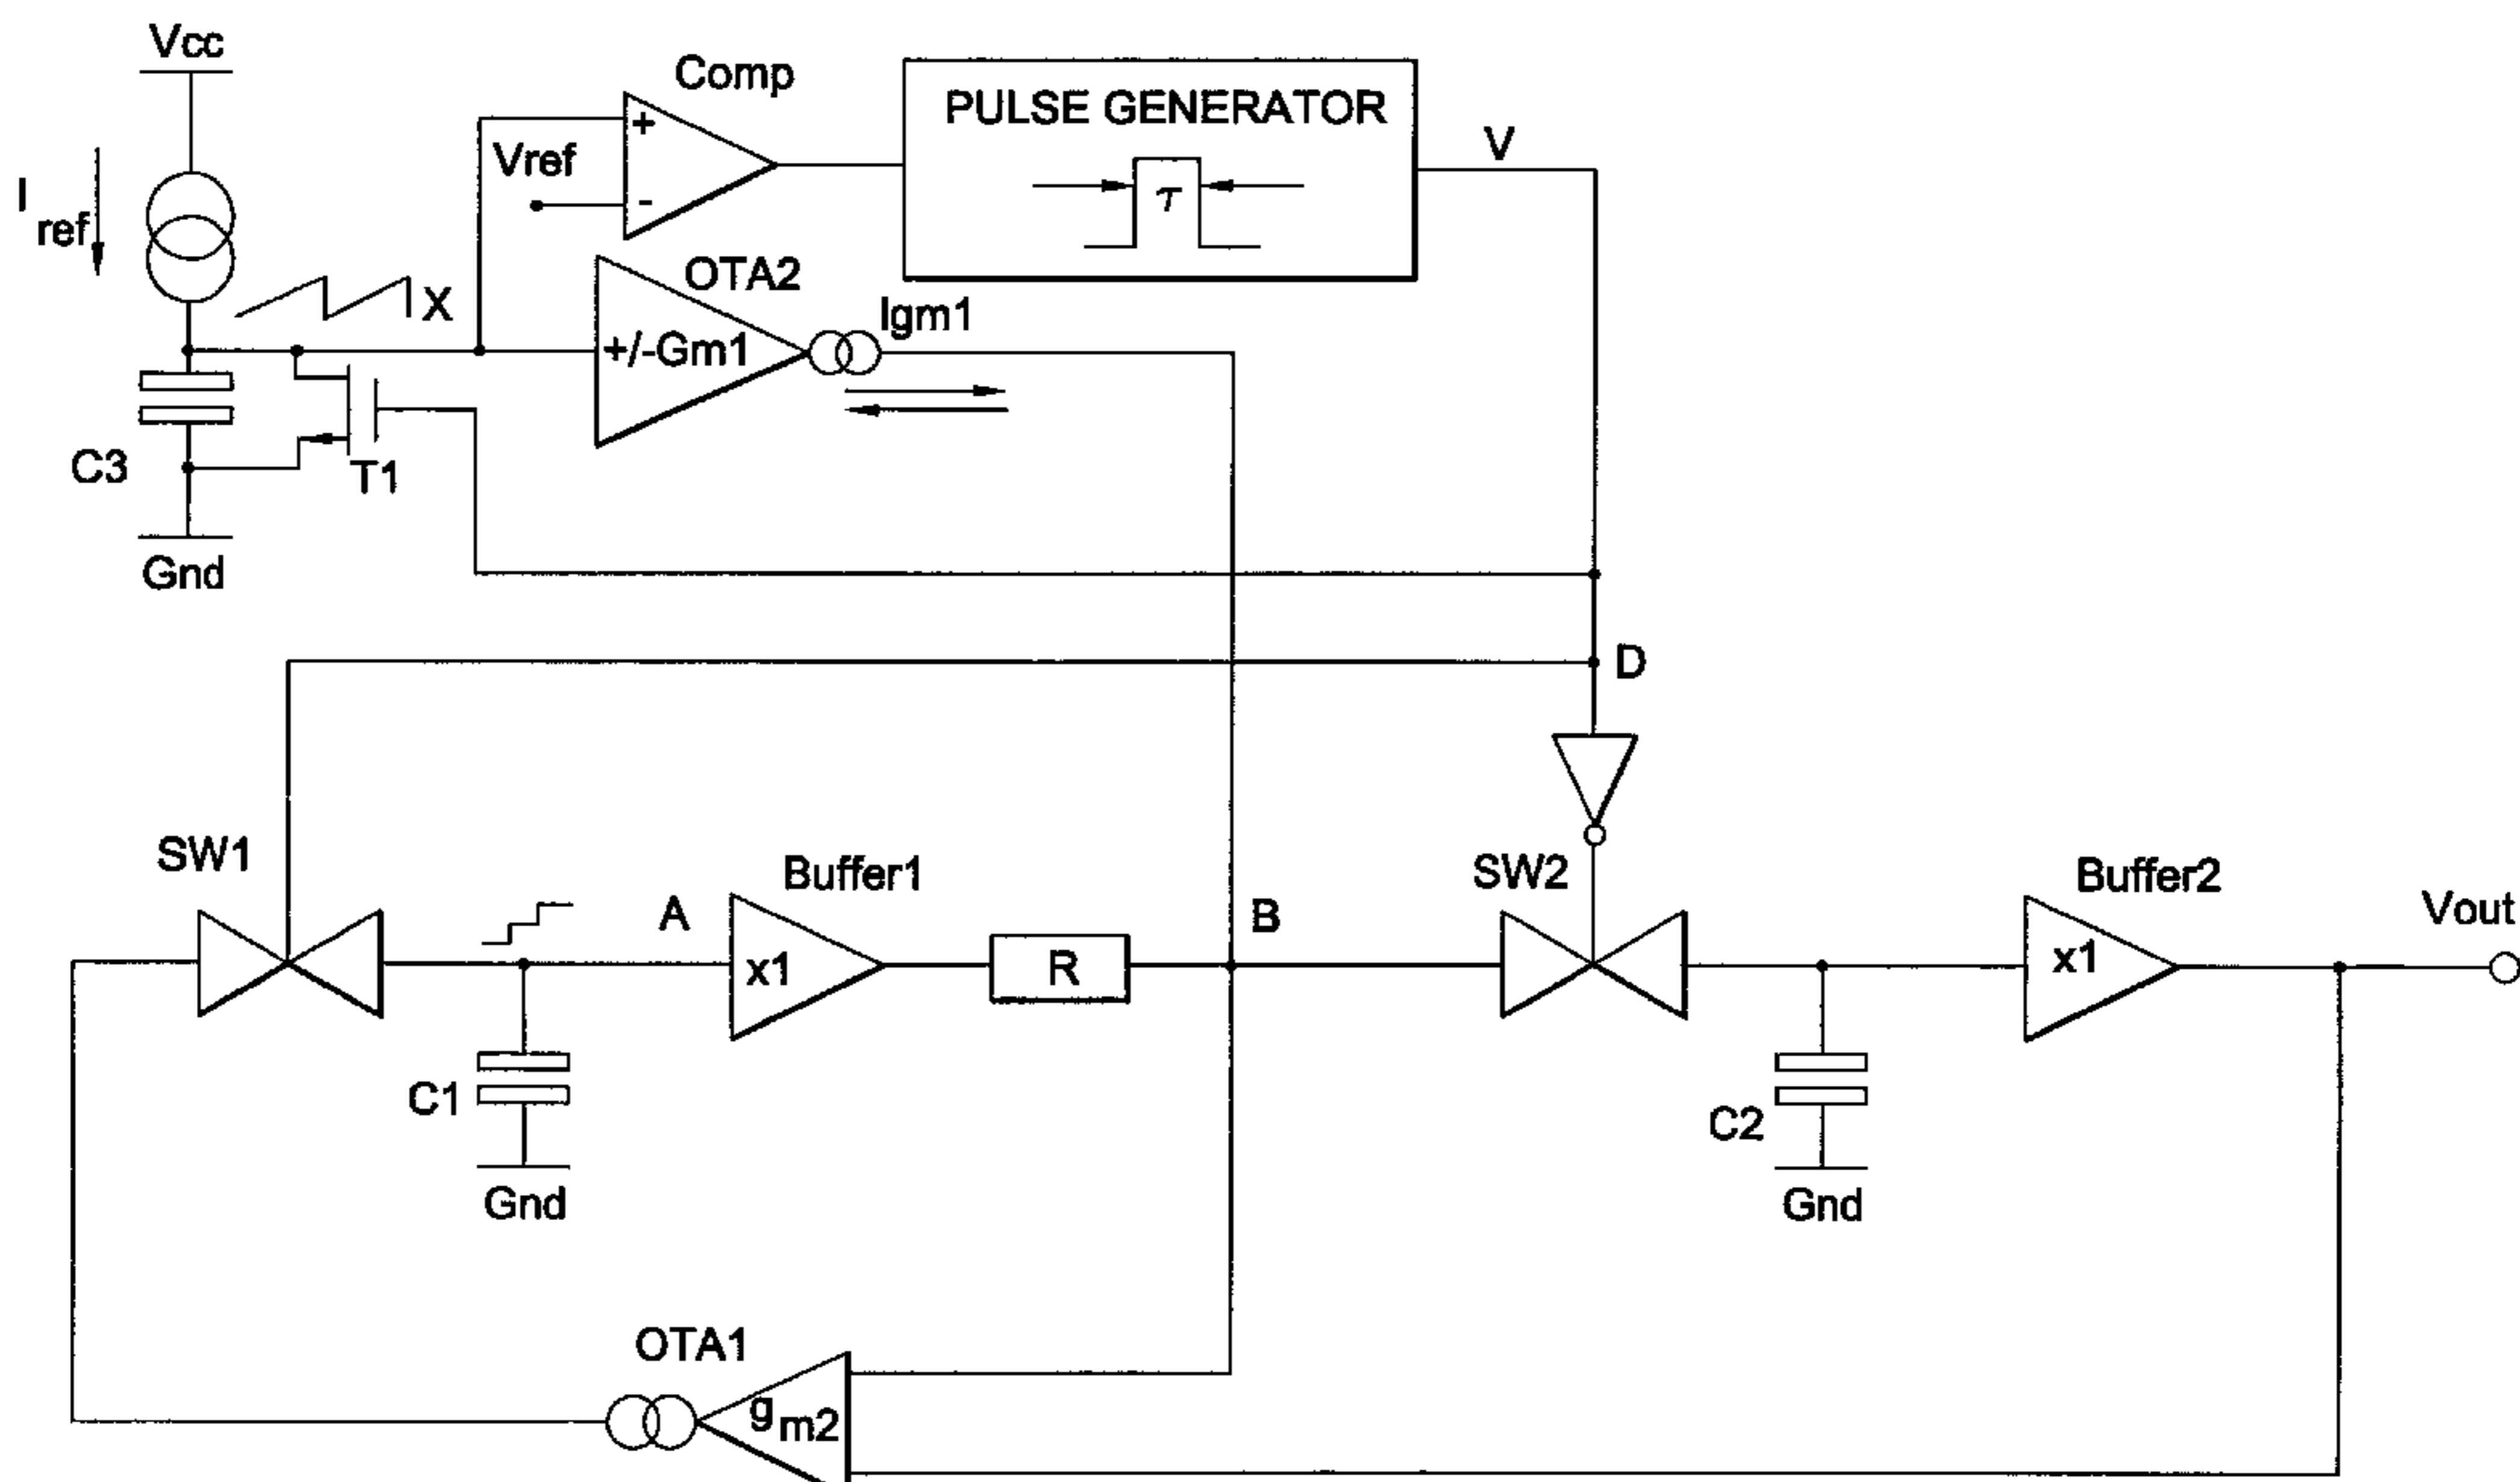 Vcc
Comp
PULSE GENERATOR
Vref
+
-
V
τ
I ref
OTA2
Igm1
X
+/-Gm1
C3
T1
Gnd
D
SW1
Buffer1
SW2
Buffer2
Vout
A
B
x1
R
x1
C1
C2
Gnd
Gnd
OTA1
gm2